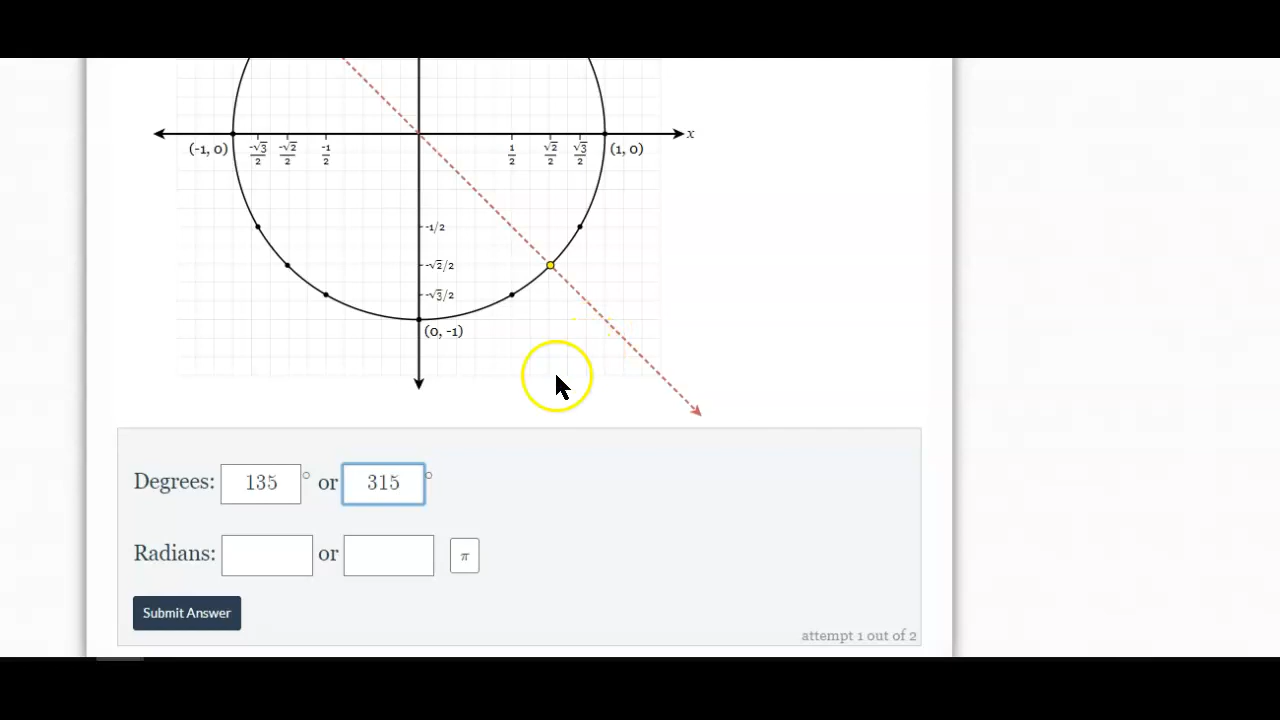 x
(-1, 0) -√3/2 -√2/2 -1/2 1/2 √2/2 √3/2 (1, 0)
-1/2
-√2/2
-√3/2
(0, -1)
Degrees: 135° or 315°
Radians: or π
Submit Answer
attempt 1 out of 2